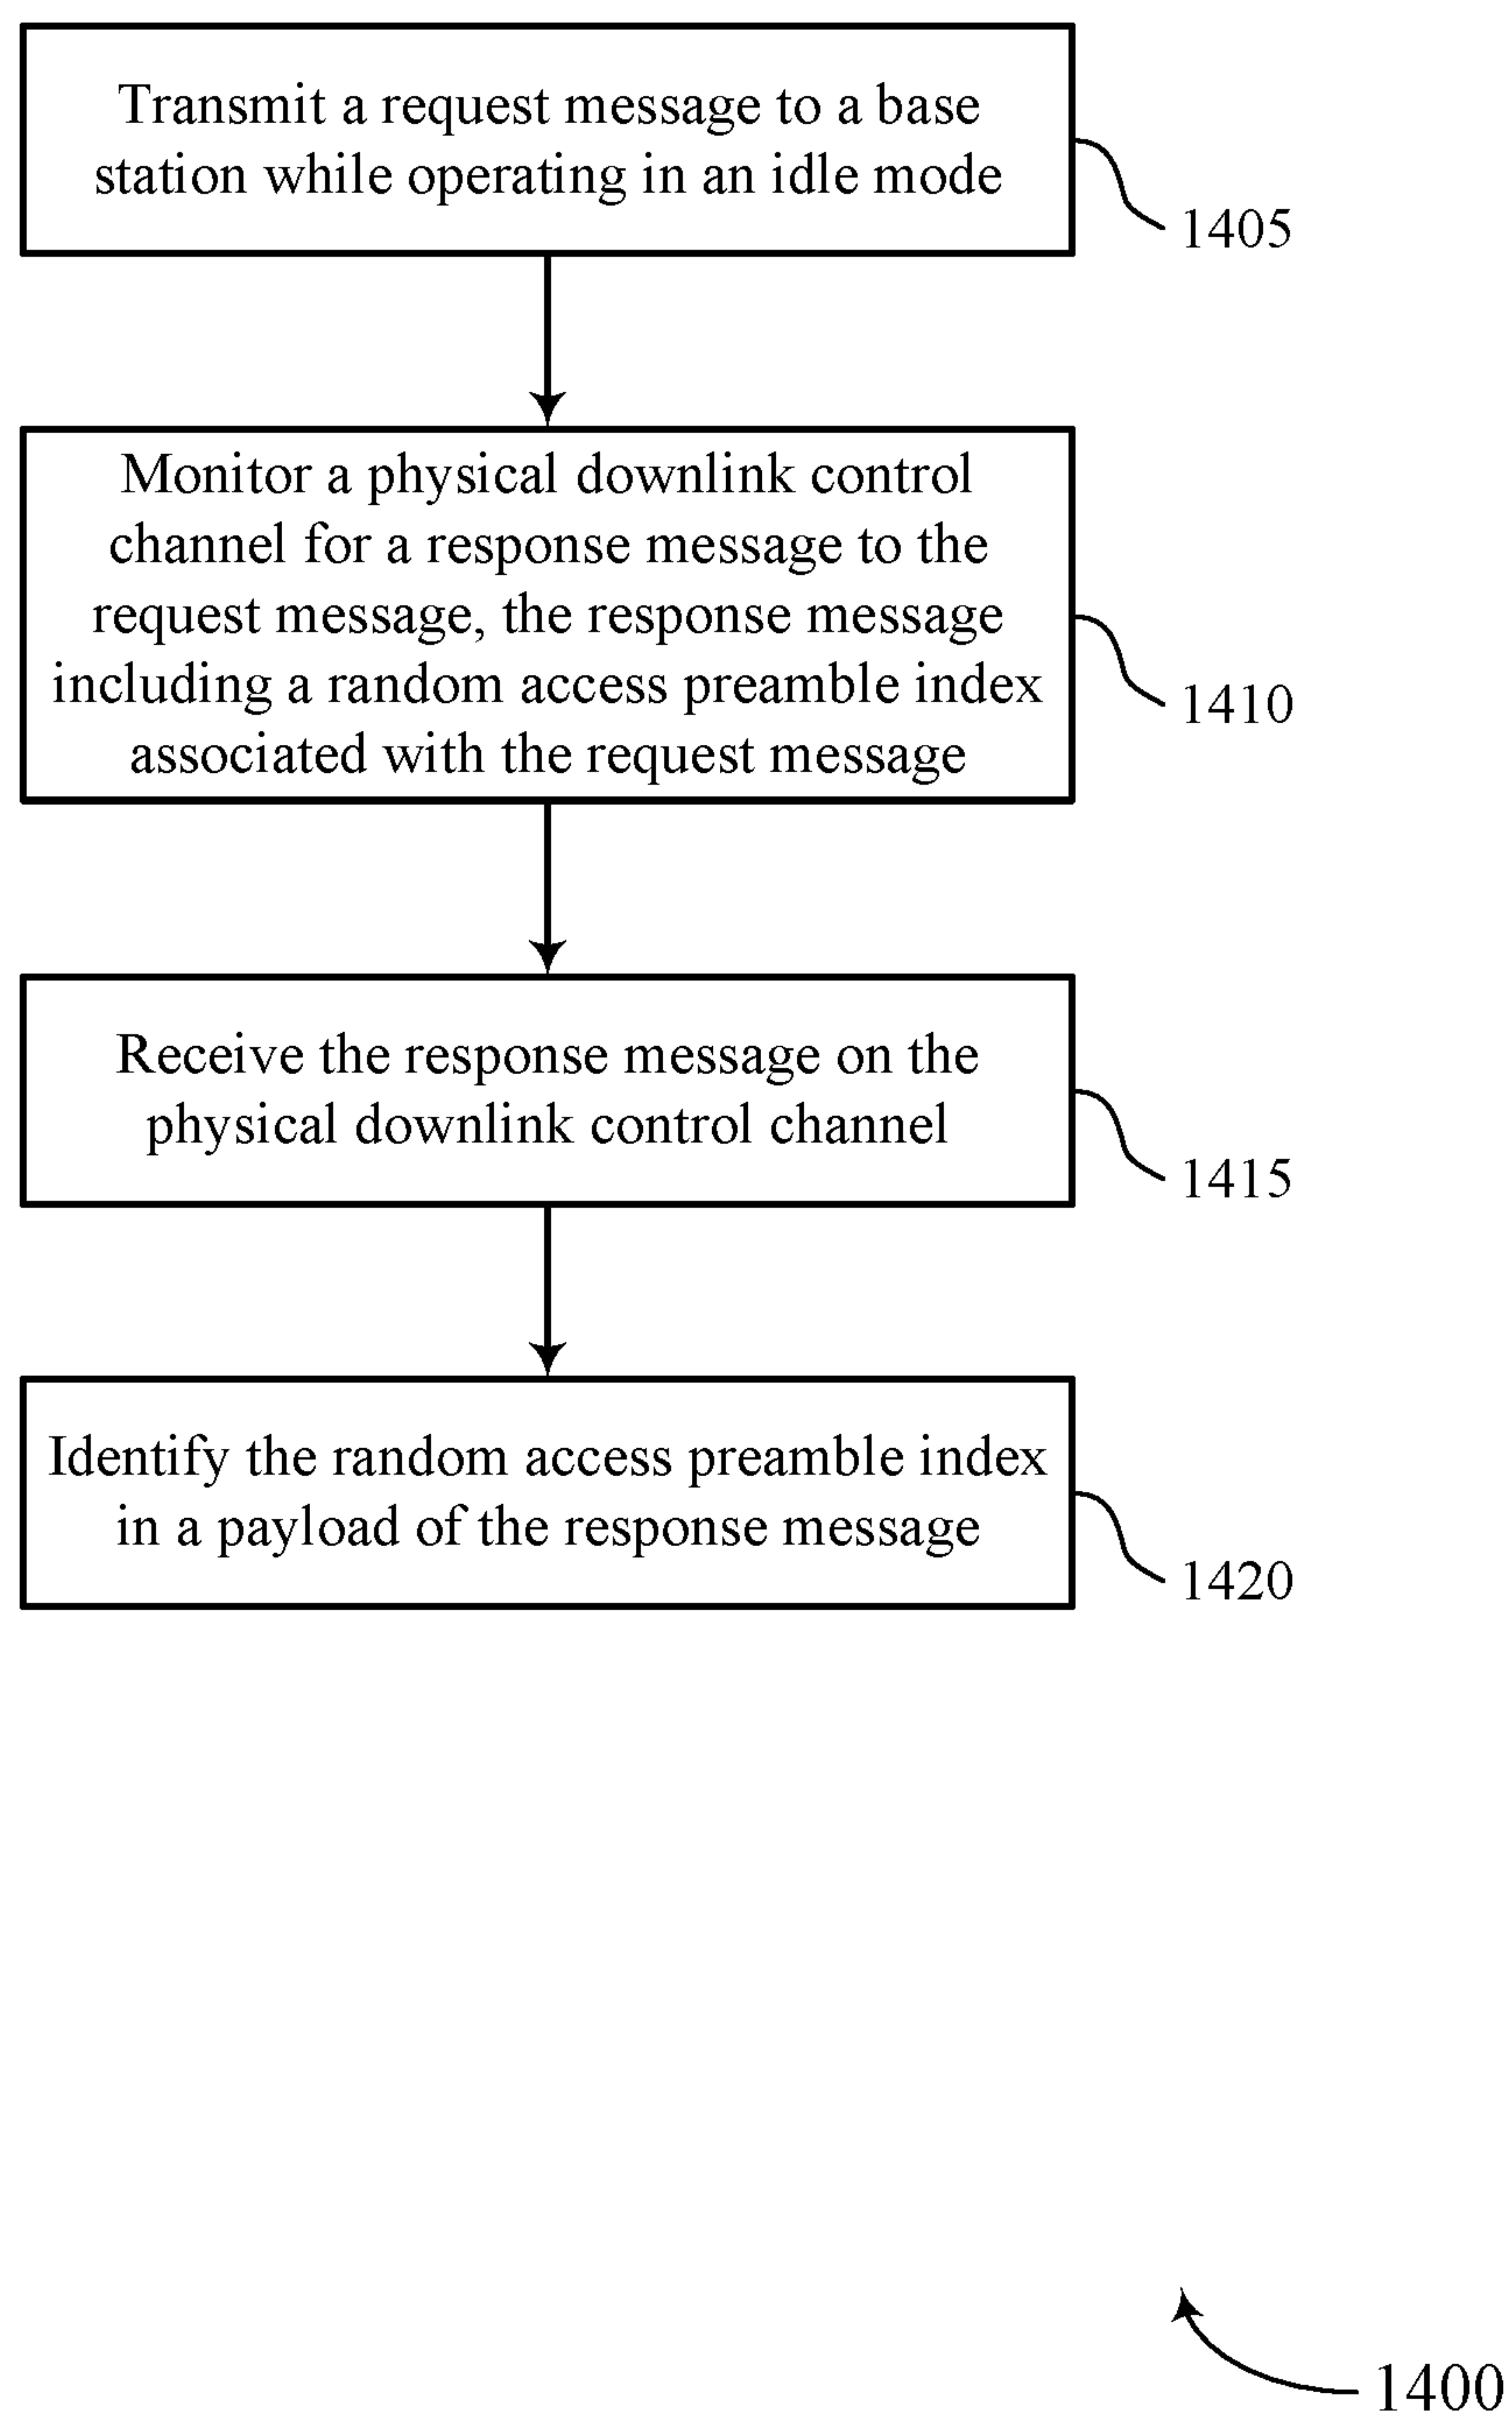 Transmit a request message to a base
station while operating in an idle mode
1405
Monitor a physical downlink control
channel for a response message to the
request message, the response message
including a random access preamble index
associated with the request message
1410
Receive the response message on the
physical downlink control channel
1415
Identify the random access preamble index
in a payload of the response message
1420
1400